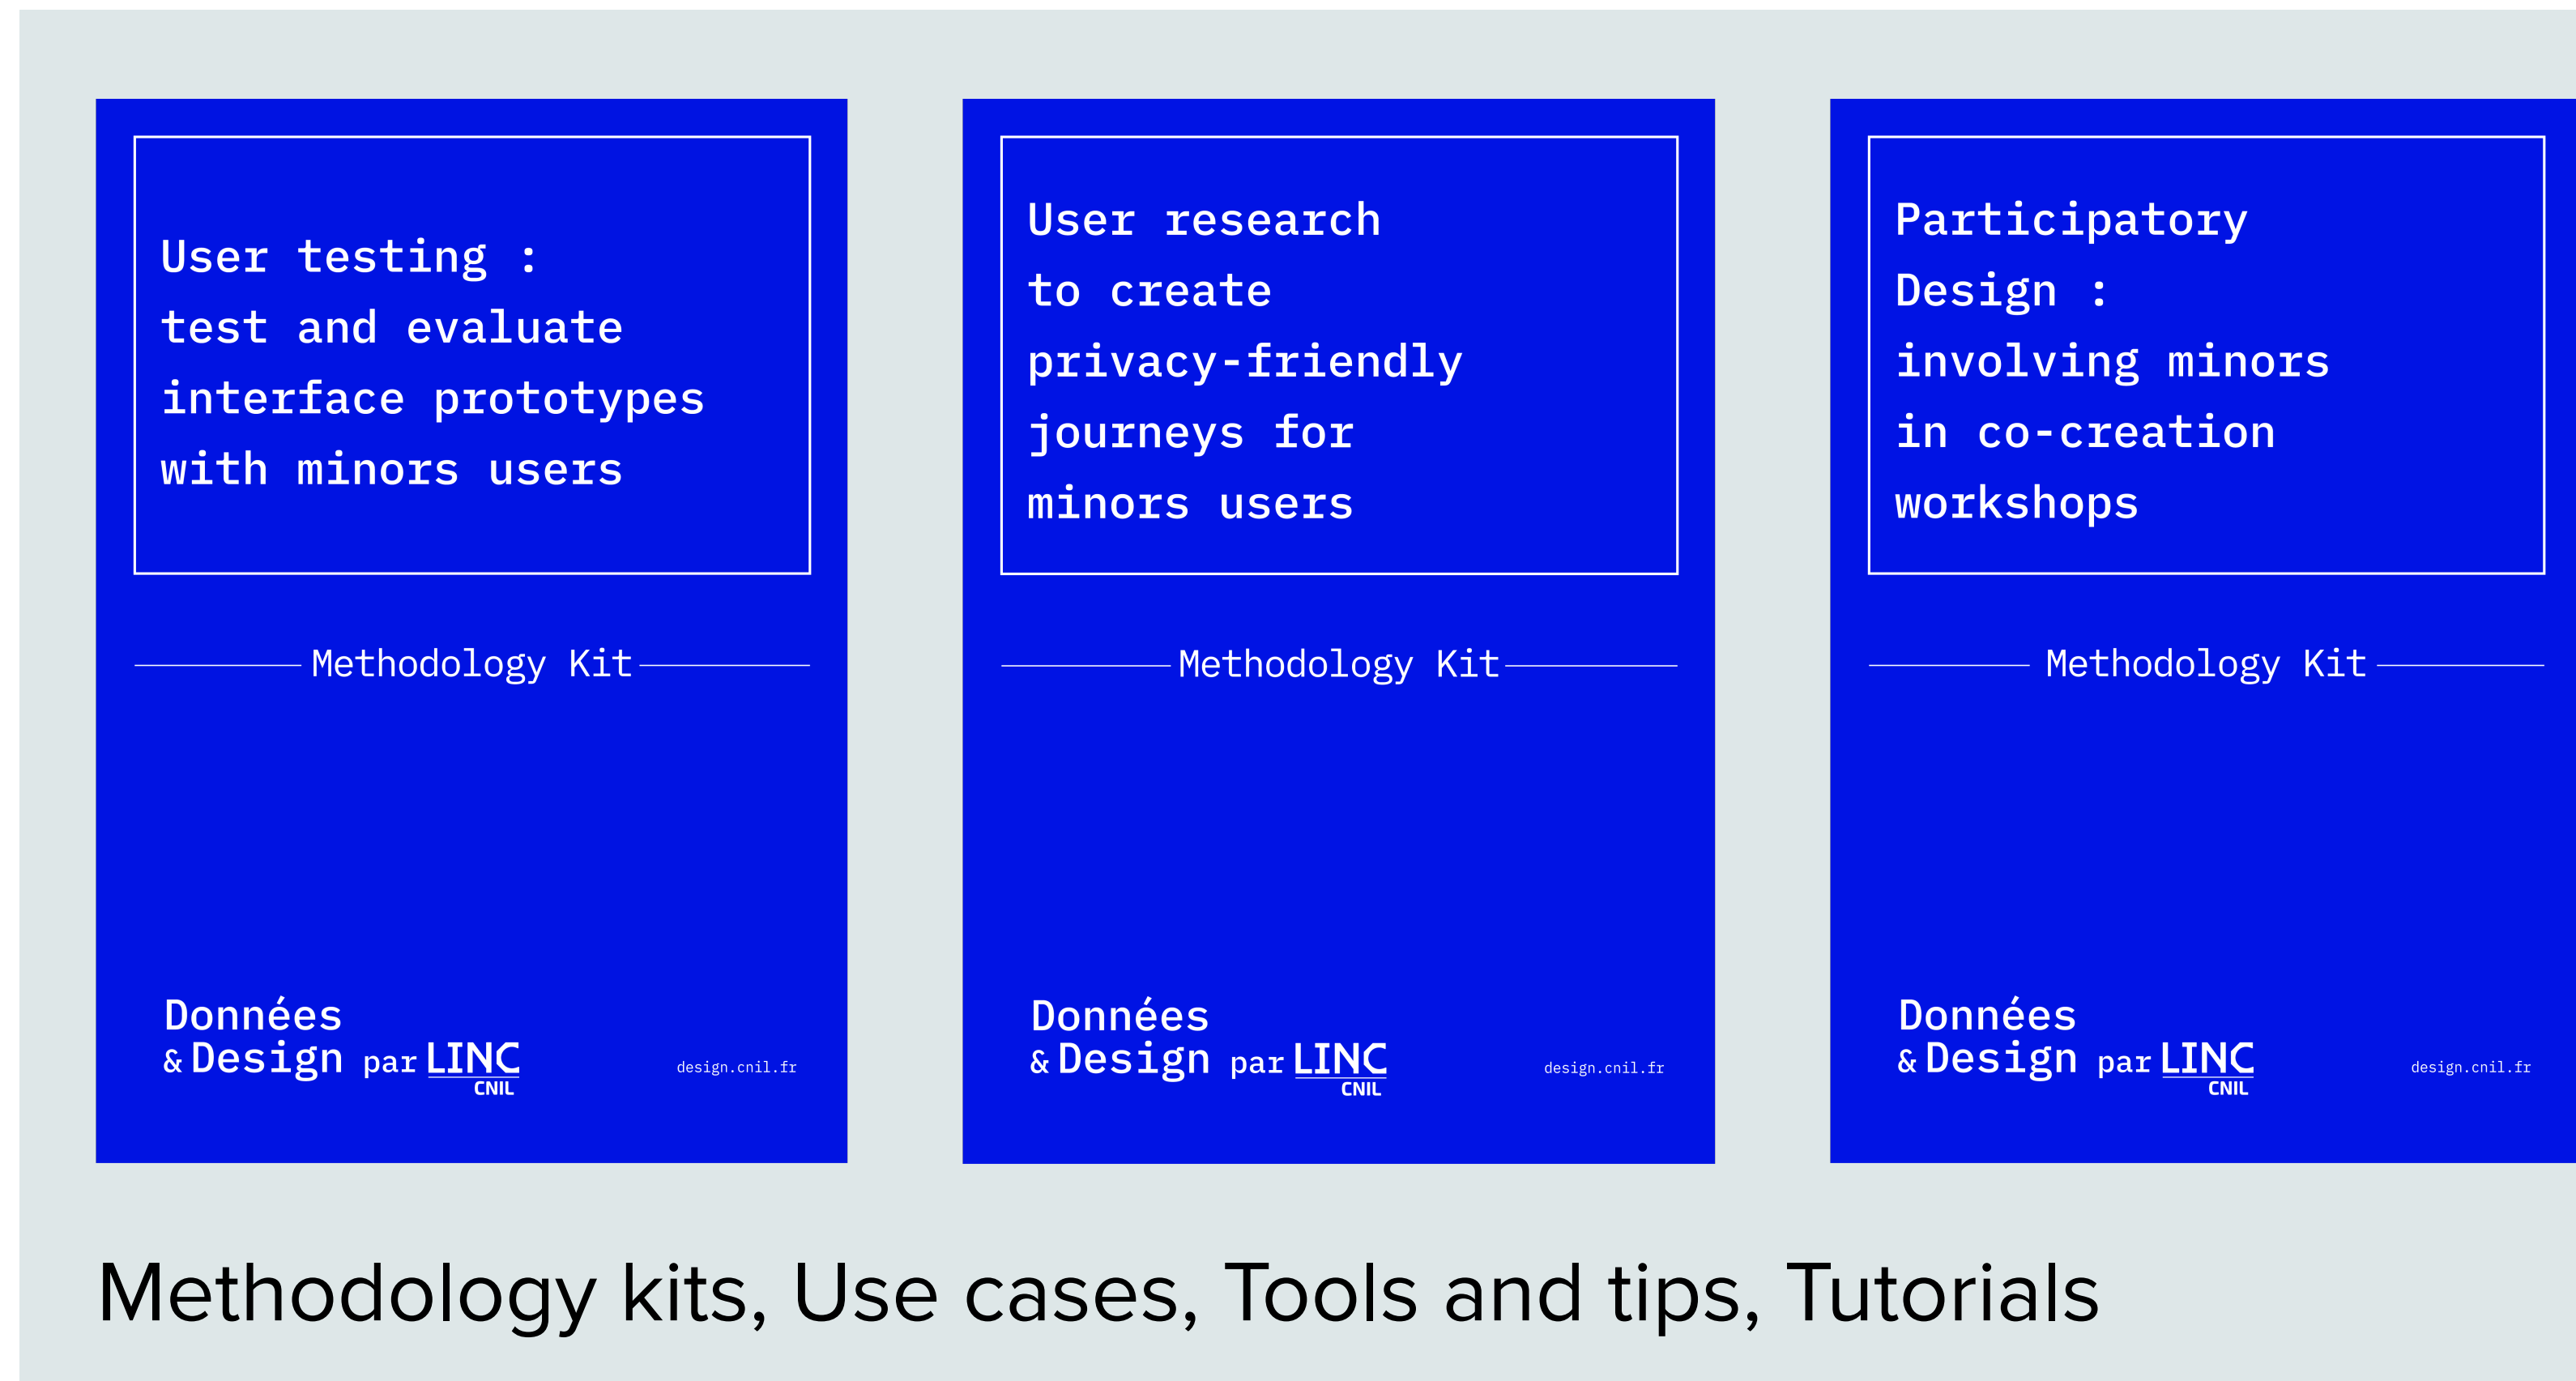 User testing :
test and evaluate
interface prototypes
with minors users
Methodology Kit
Données
& Design par LINC
CNIL
design.cnil.fr
User research
to create
privacy-friendly
journeys for
minors users
Methodology Kit
Données
& Design par LINC
CNIL
design.cnil.fr
Participatory
Design :
involving minors
in co-creation
workshops
Methodology Kit
Données
& Design par LINC
CNIL
design.cnil.fr
Methodology kits, Use cases, Tools and tips, Tutorials